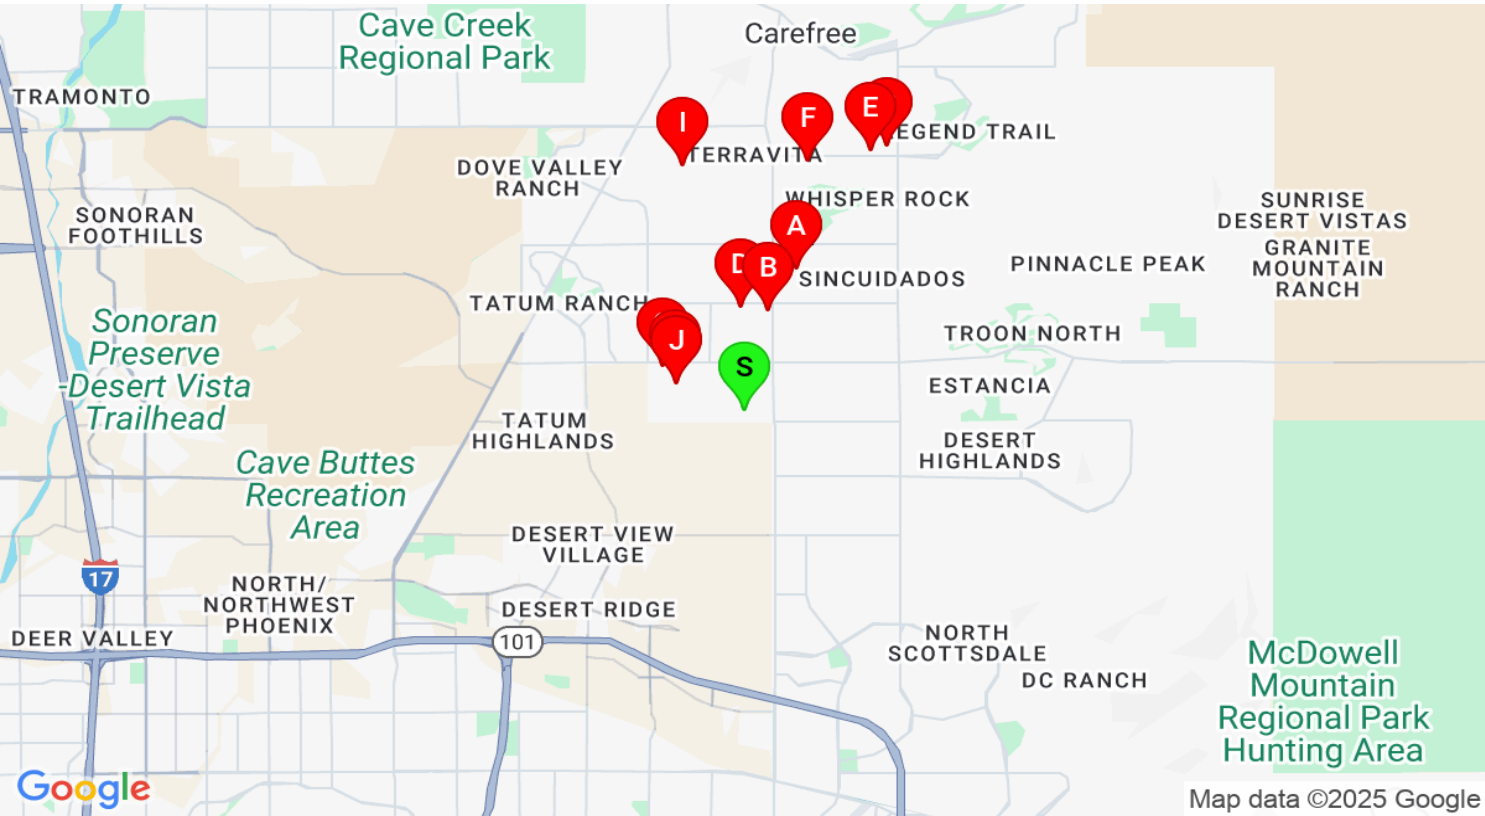 Cave Creek
Regional Park
Carefree
TRAMONTO
I
F
E
LEGEND TRAIL
TERRAVITA
DOVE VALLEY
RANCH
WHISPER ROCK
SONORAN
FOOTHILLS
SUNRISE
DESERT VISTAS
GRANITE
MOUNTAIN
RANCH
A
D
B
SINCUIDADOS
PINNACLE PEAK
TATUM RANCH
Sonoran
Preserve
-Desert Vista
Trailhead
J
S
TROON NORTH
ESTANCIA
TATUM
HIGHLANDS
DESERT
HIGHLANDS
Cave Buttes
Recreation
Area
DESERT VIEW
VILLAGE
17
NORTH/
NORTHWEST
PHOENIX
DESERT RIDGE
DEER VALLEY
101
NORTH
SCOTTSDALE
DC RANCH
McDowell
Mountain
Regional Park
Hunting Area
Google
Map data ©2025 Google